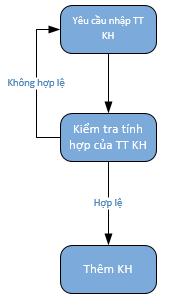 Yêu cầu nhập TT
KH
Không hợp lệ
Kiểm tra tính
hợp của TT KH
Hợp lệ
Thêm KH